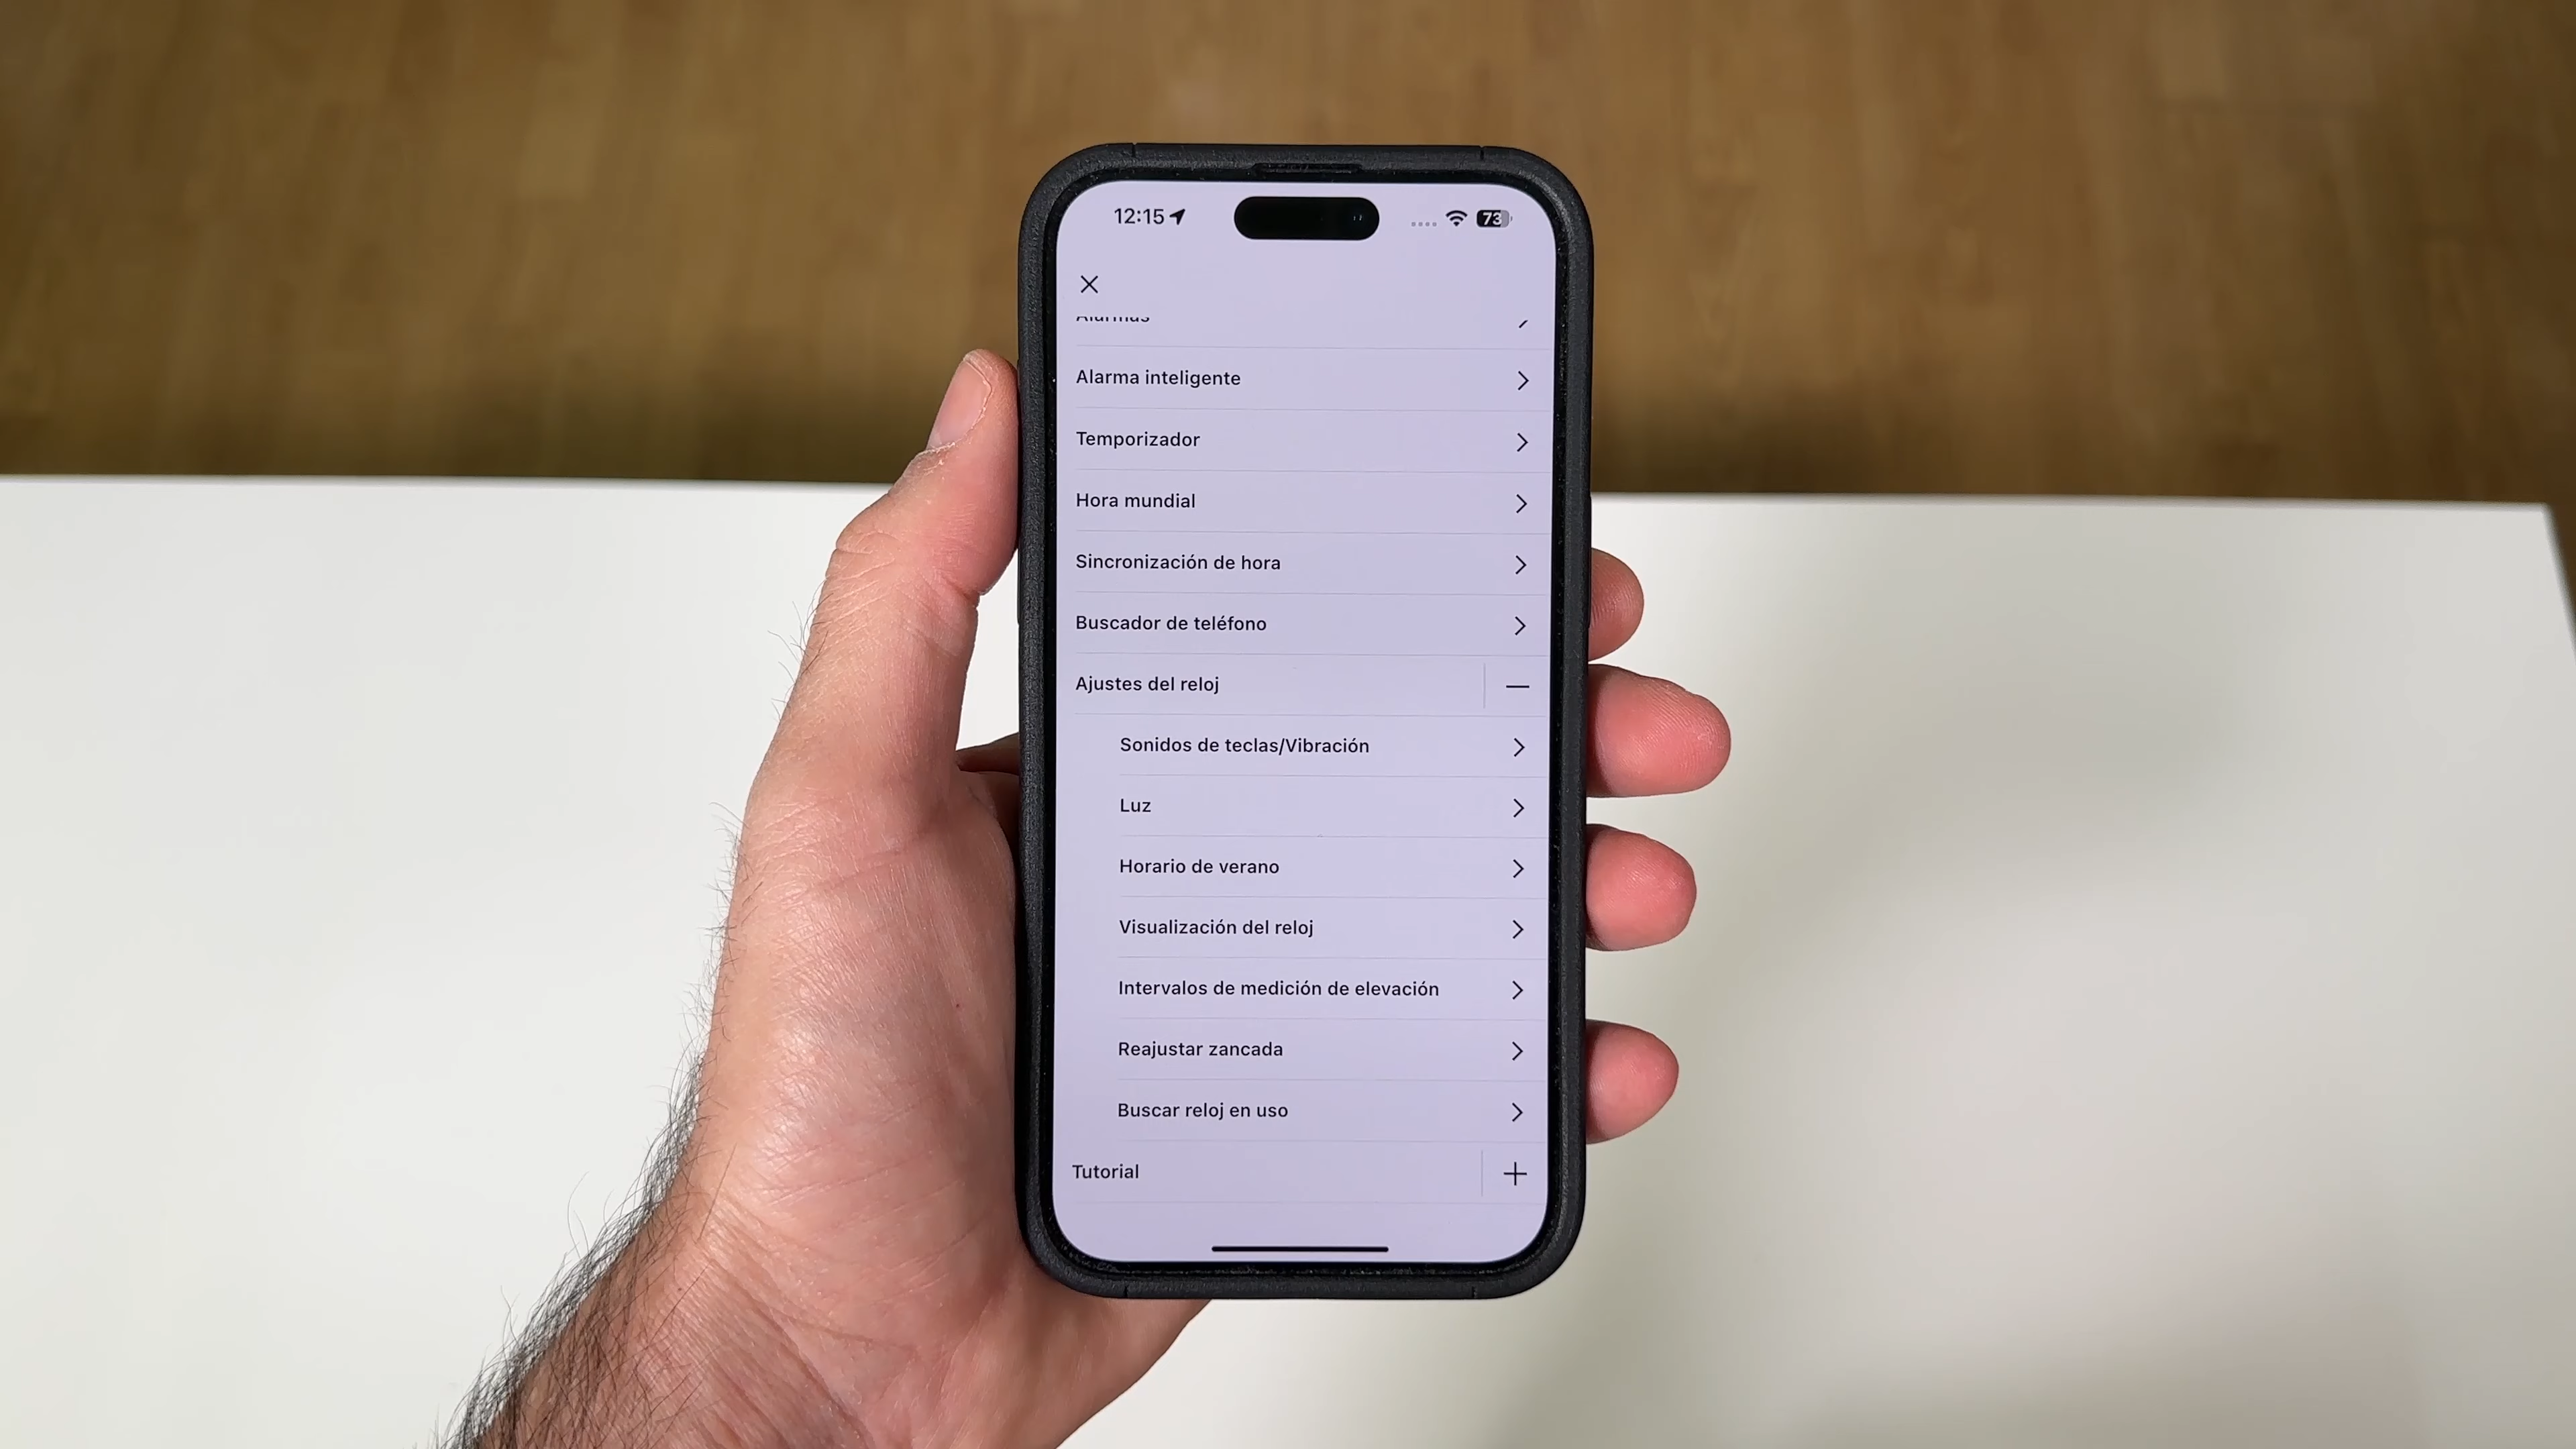 12:15
73
Alarmas
Alarma inteligente
Temporizador
Hora mundial
Sincronización de hora
Buscador de teléfono
Ajustes del reloj
Sonidos de teclas/Vibración
Luz
Horario de verano
Visualización del reloj
Intervalos de medición de elevación
Reajustar zancada
Buscar reloj en uso
Tutorial